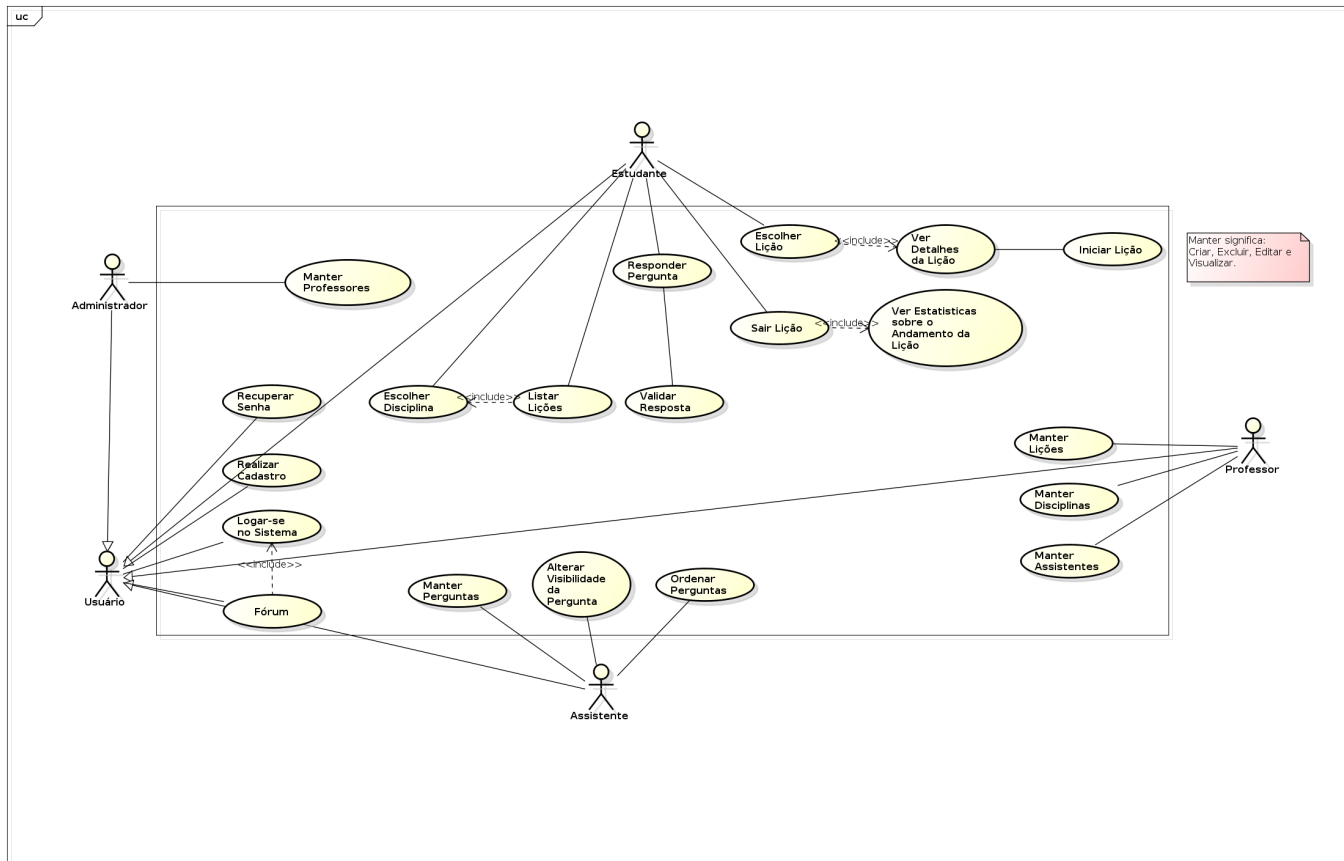 uc
Estudante
Escolher
Lição
<<include>>
Ver
Detalhes
da Lição
Iniciar Lição
Manter significa:
Criar, Excluir, Editar e
Visualizar.
Administrador
Manter
Professores
Responder
Pergunta
Sair Lição
<<include>>
Ver Estatisticas
sobre o
Andamento da
Lição
Recuperar
Senha
Escolher
Disciplina
<<include>>
Listar
Lições
Validar
Resposta
Manter
Lições
Professor
Realizar
Cadastro
Manter
Disciplinas
Logar-se
no Sistema
<<include>>
Manter
Assistentes
Usuário
Fórum
Manter
Perguntas
Alterar
Visibilidade
da
Pergunta
Ordenar
Perguntas
Assistente